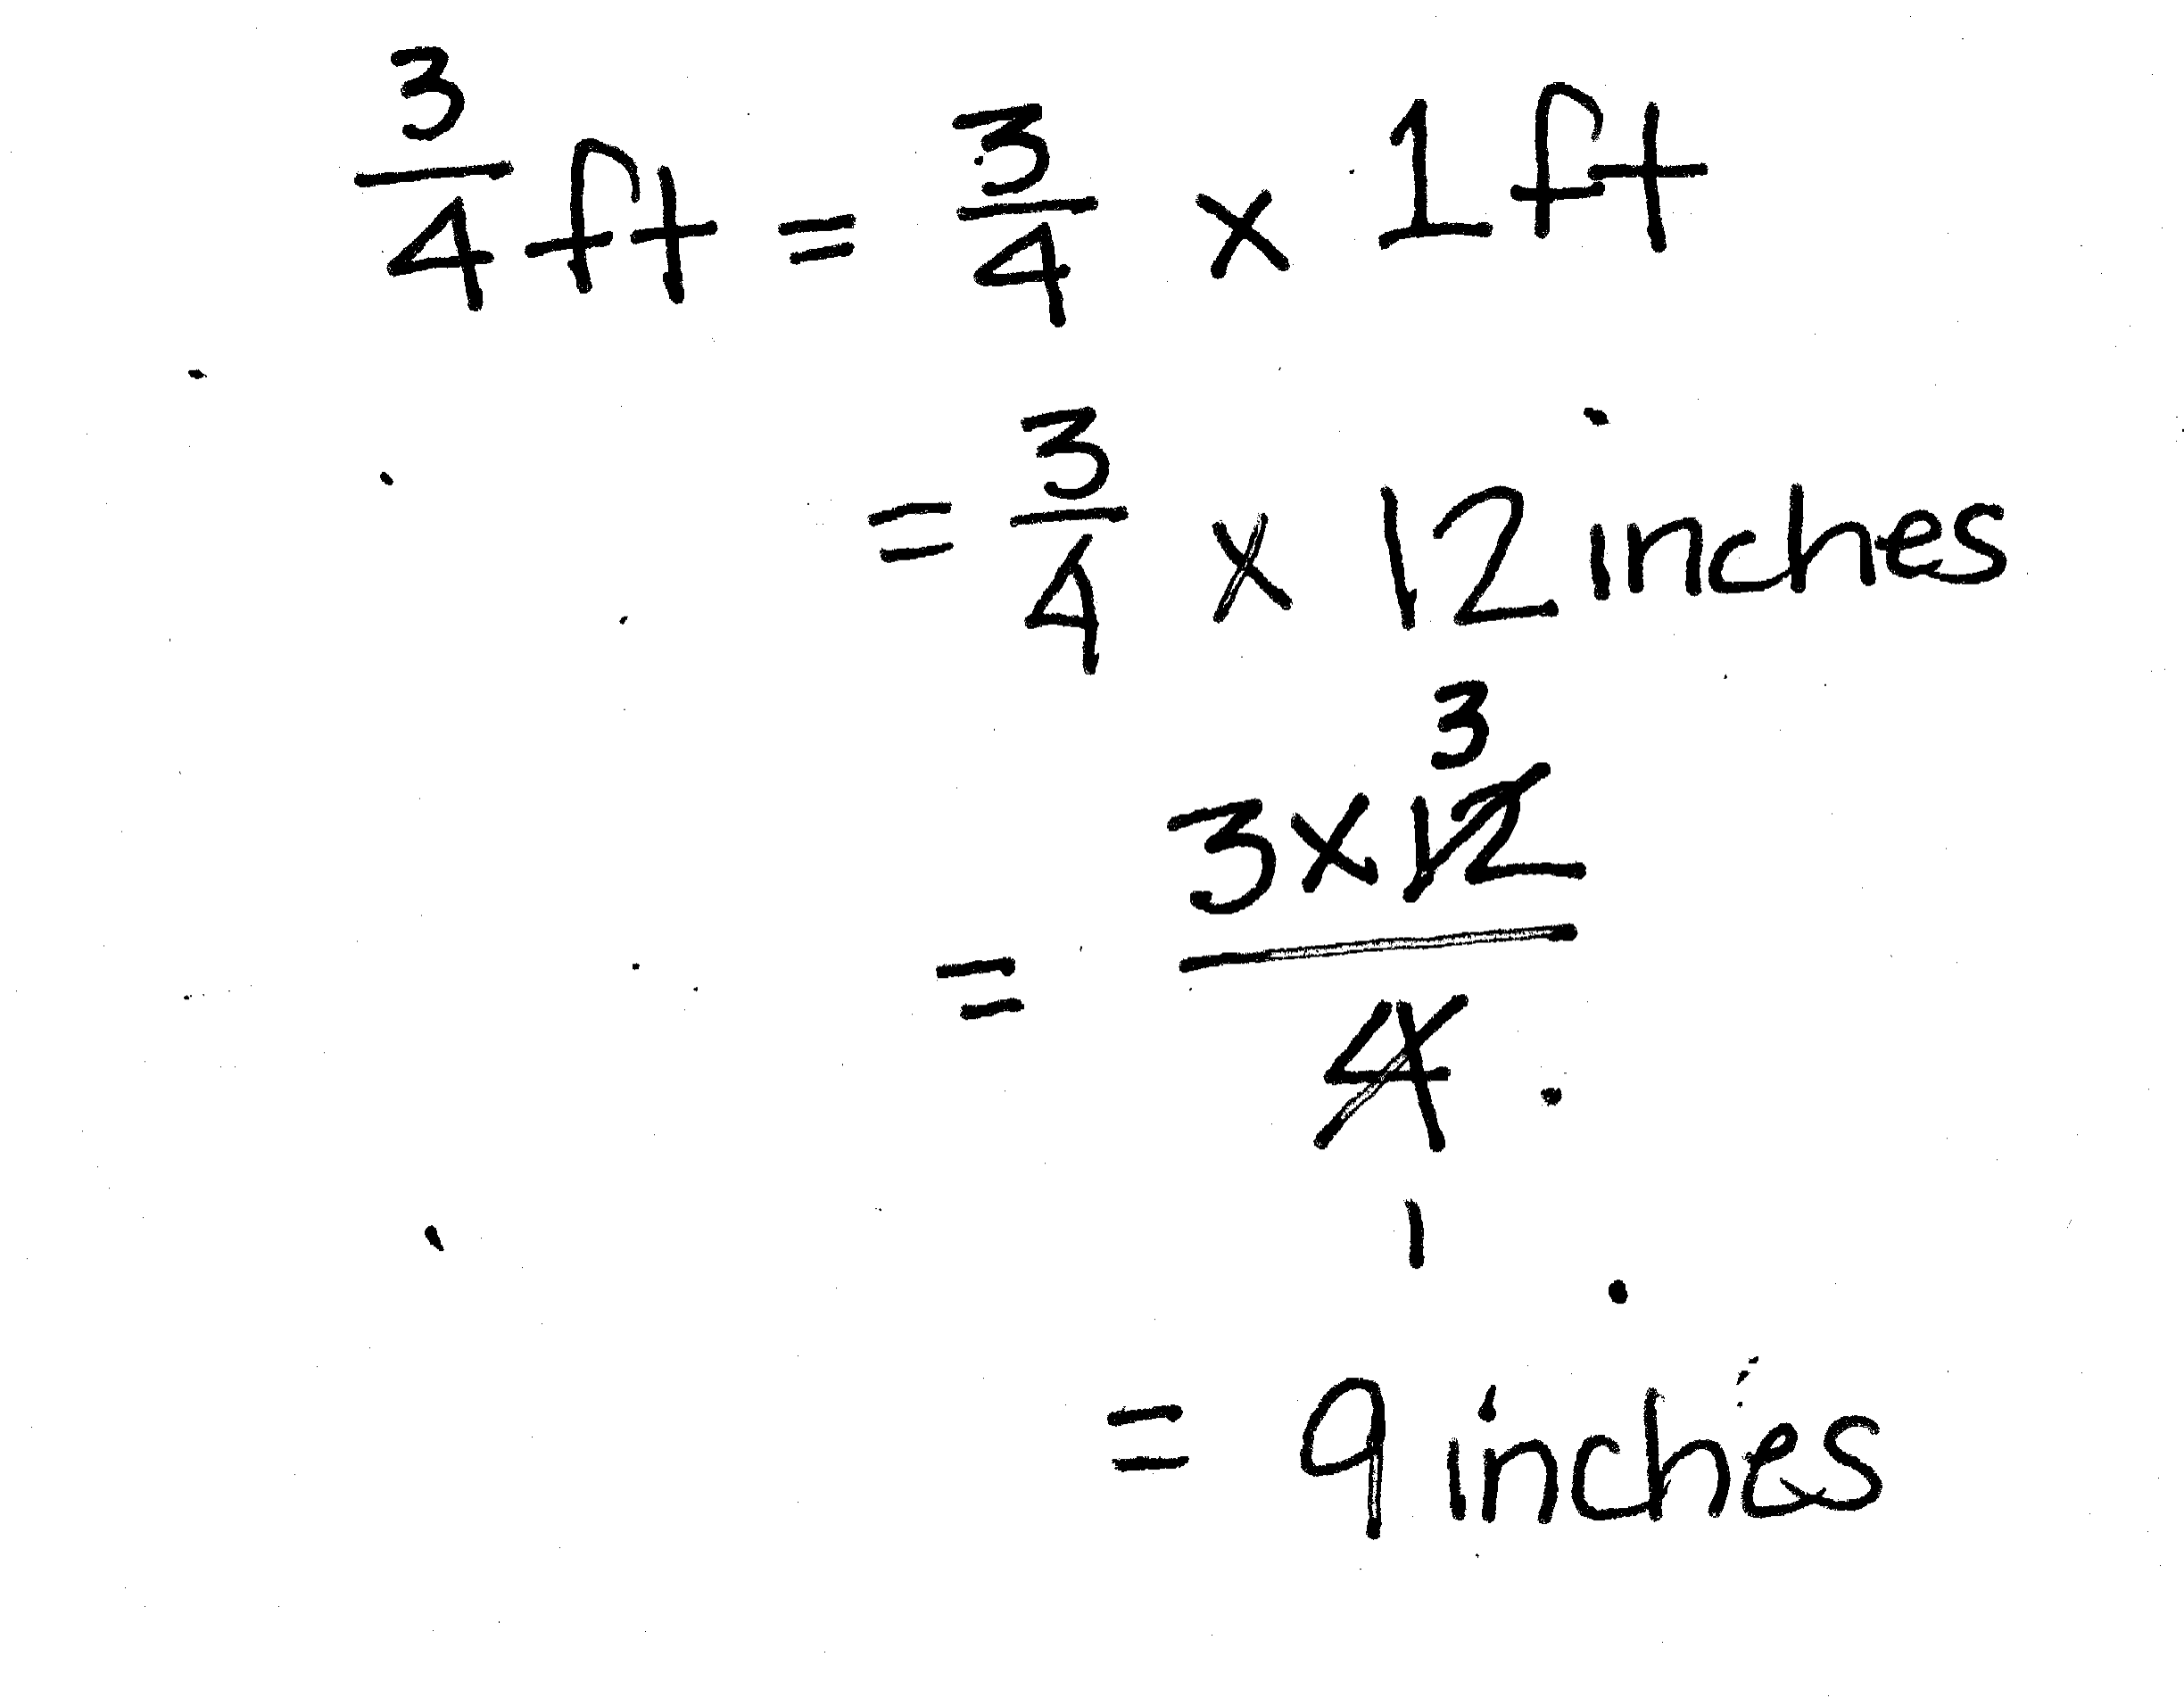 3/4 ft = 3/4 × 1 ft
= 3/4 × 12 inches
3
= 3×12/4
1
= 9 inches